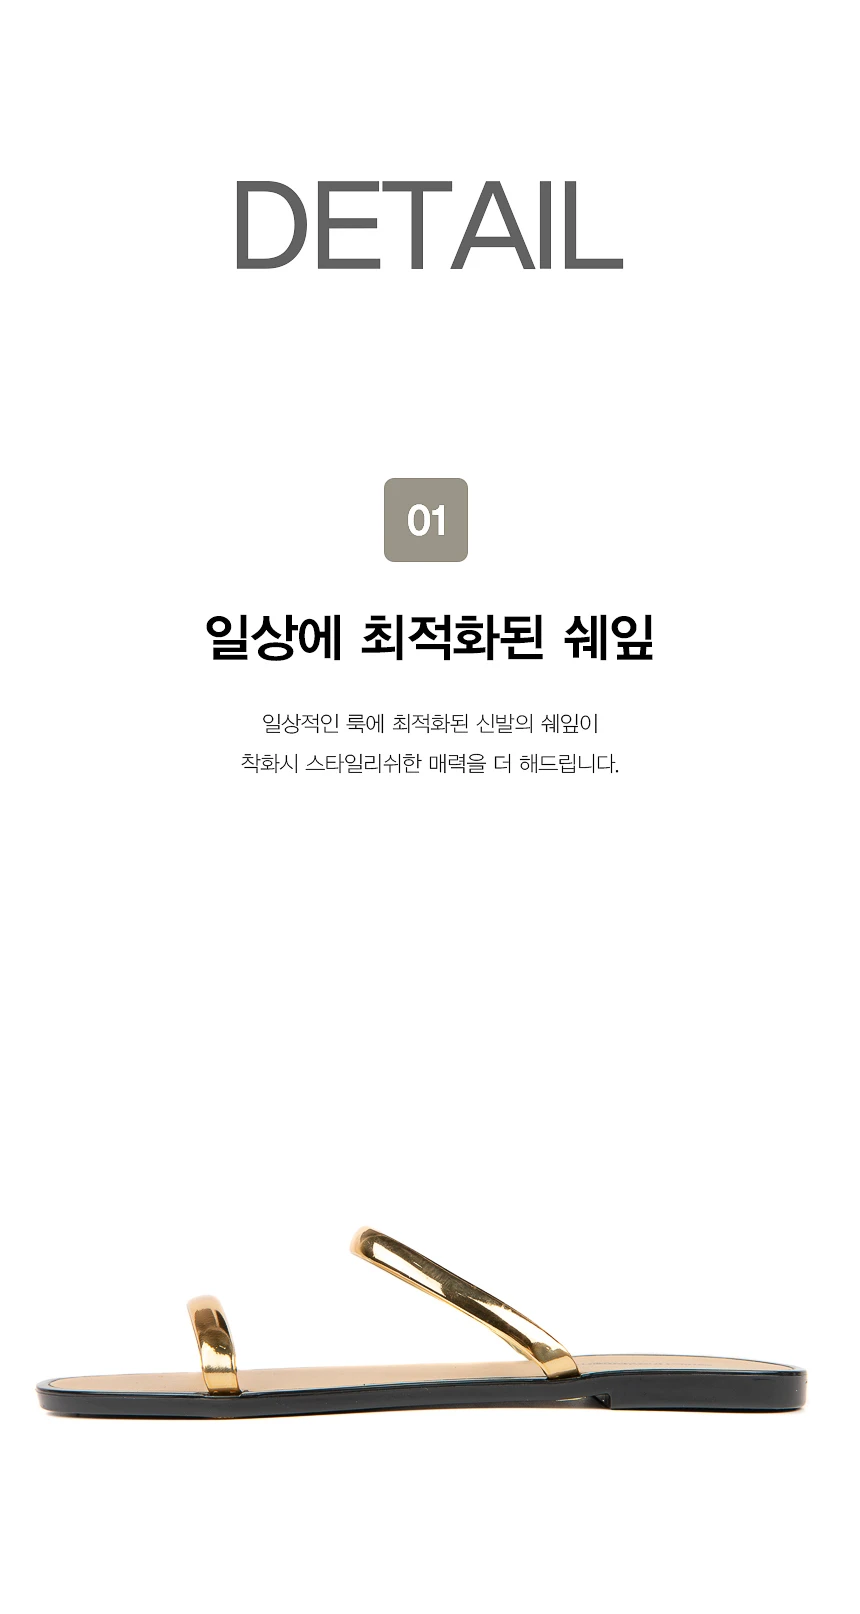 DETAIL
01
일상에 최적화된 쉐잎
일상적인 룩에 최적화된 신발의 쉐잎이
착화시 스타일리쉬한 매력을 더 해드립니다.